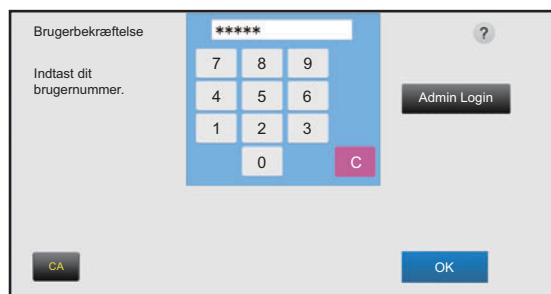 Brugerbekræftelse
*****
?
Indtast dit
brugernummer.
7 8 9
4 5 6
1 2 3
0 C
Admin Login
CA
OK